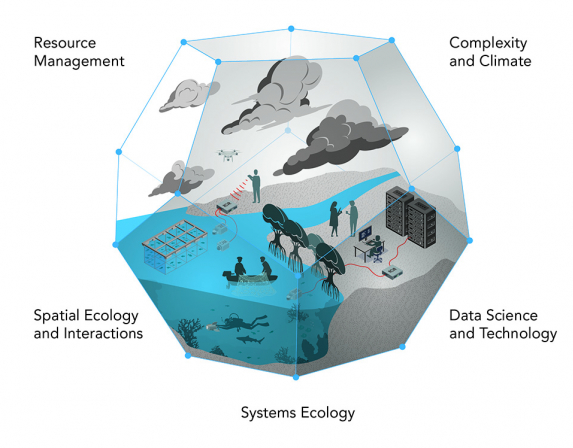 Resource
Management
Complexity
and Climate
Spatial Ecology
and Interactions
Data Science
and Technology
Systems Ecology